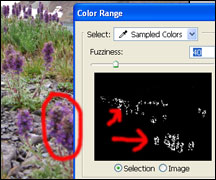 Color Range
Select: Sampled Colors
Fuzziness: 40
Selection Image